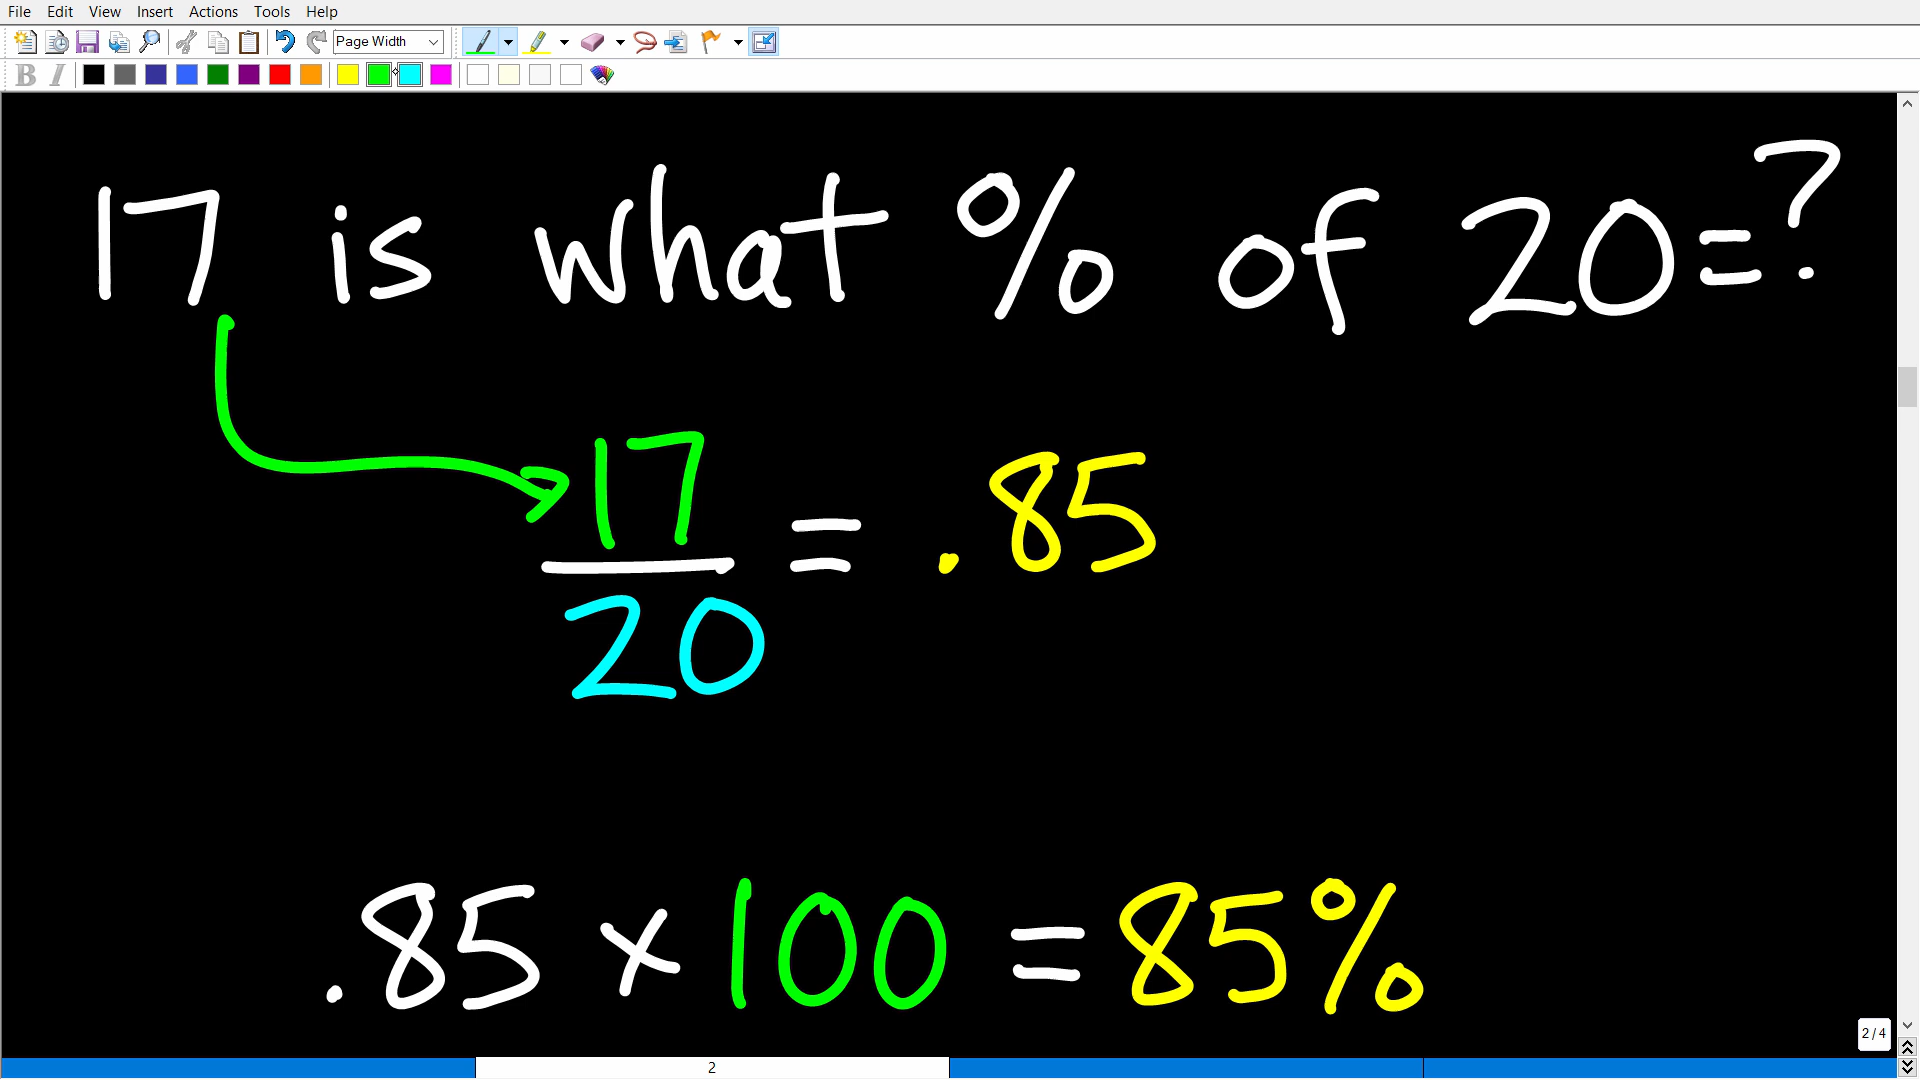 File Edit View Insert Actions Tools Help
Page Width
B I
17 is what % of 20=?
17
20
= .85
.85 x 100 = 85%
2/4
2